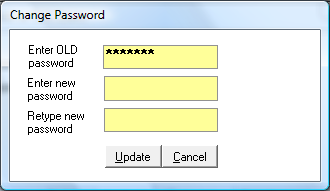 Change Password
Enter OLD
password
*******
Enter new
password
Retype new
password
Update Cancel